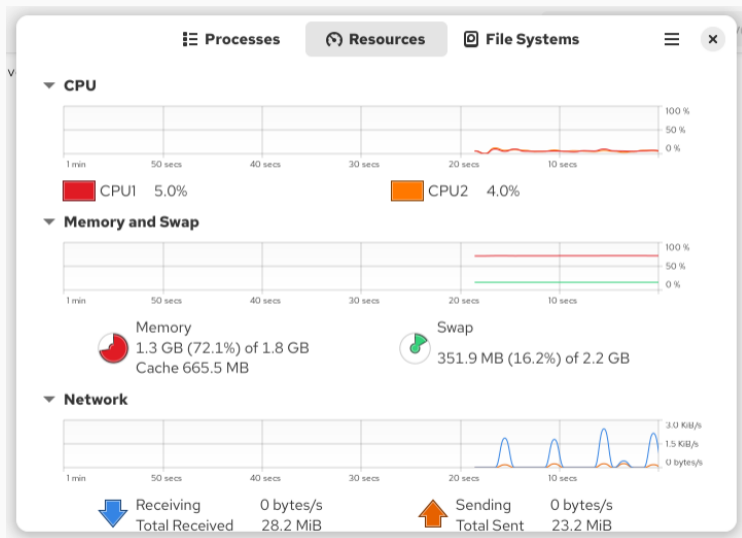 Processes Resources File Systems
CPU
100 %
50 %
0 %
1 min 50 secs 40 secs 30 secs 20 secs 10 secs
CPU1 5.0% CPU2 4.0%
Memory and Swap
100 %
50 %
0 %
1 min 50 secs 40 secs 30 secs 20 secs 10 secs
Memory
1.3 GB (72.1%) of 1.8 GB
Cache 665.5 MB
Swap
351.9 MB (16.2%) of 2.2 GB
Network
3.0 KiB/s
1.5 KiB/s
0 bytes/s
1 min 50 secs 40 secs 30 secs 20 secs 10 secs
Receiving 0 bytes/s
Total Received 28.2 MiB
Sending 0 bytes/s
Total Sent 23.2 MiB